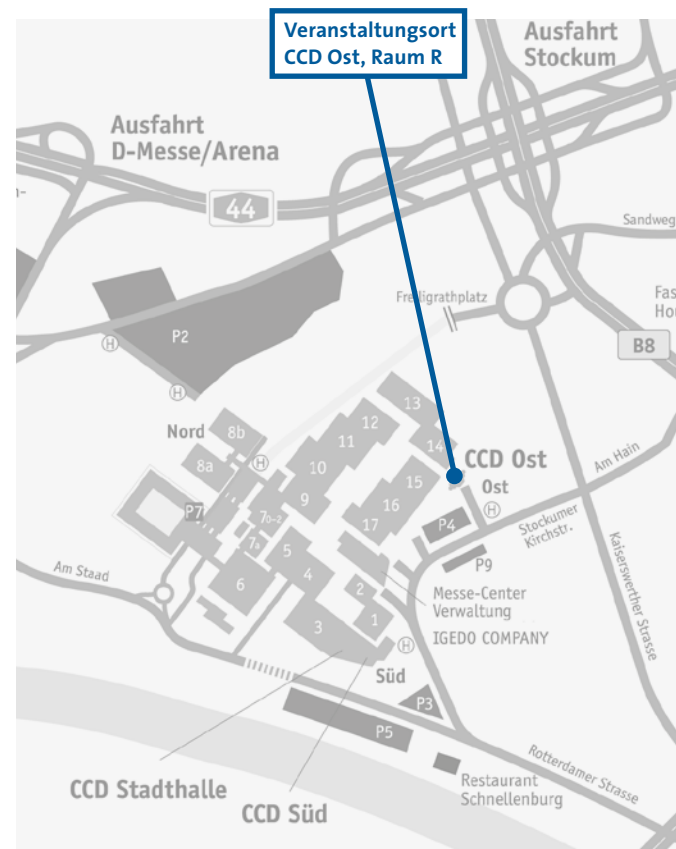 Veranstaltungsort
CCD Ost, Raum R
Ausfahrt
Stockum
Ausfahrt
D-Messe/Arena
44
Sandweg
Freiligrathplatz
Fas
Hou
B8
P2
H
H
Nord
8b
8a
H
13
12
11
14
10
CCD Ost
Ost
H
Am Hain
15
16
9
17
P4
P7
7a
5
4
6
Stockumer
Kirchstr.
P9
Kaiserswerther Strasse
Am Staad
2
1
3
Messe-Center
Verwaltung
IGEDO COMPANY
H
Süd
P3
P5
Rotterdamer Strasse
Restaurant
Schnellenburg
CCD Stadthalle
CCD Süd